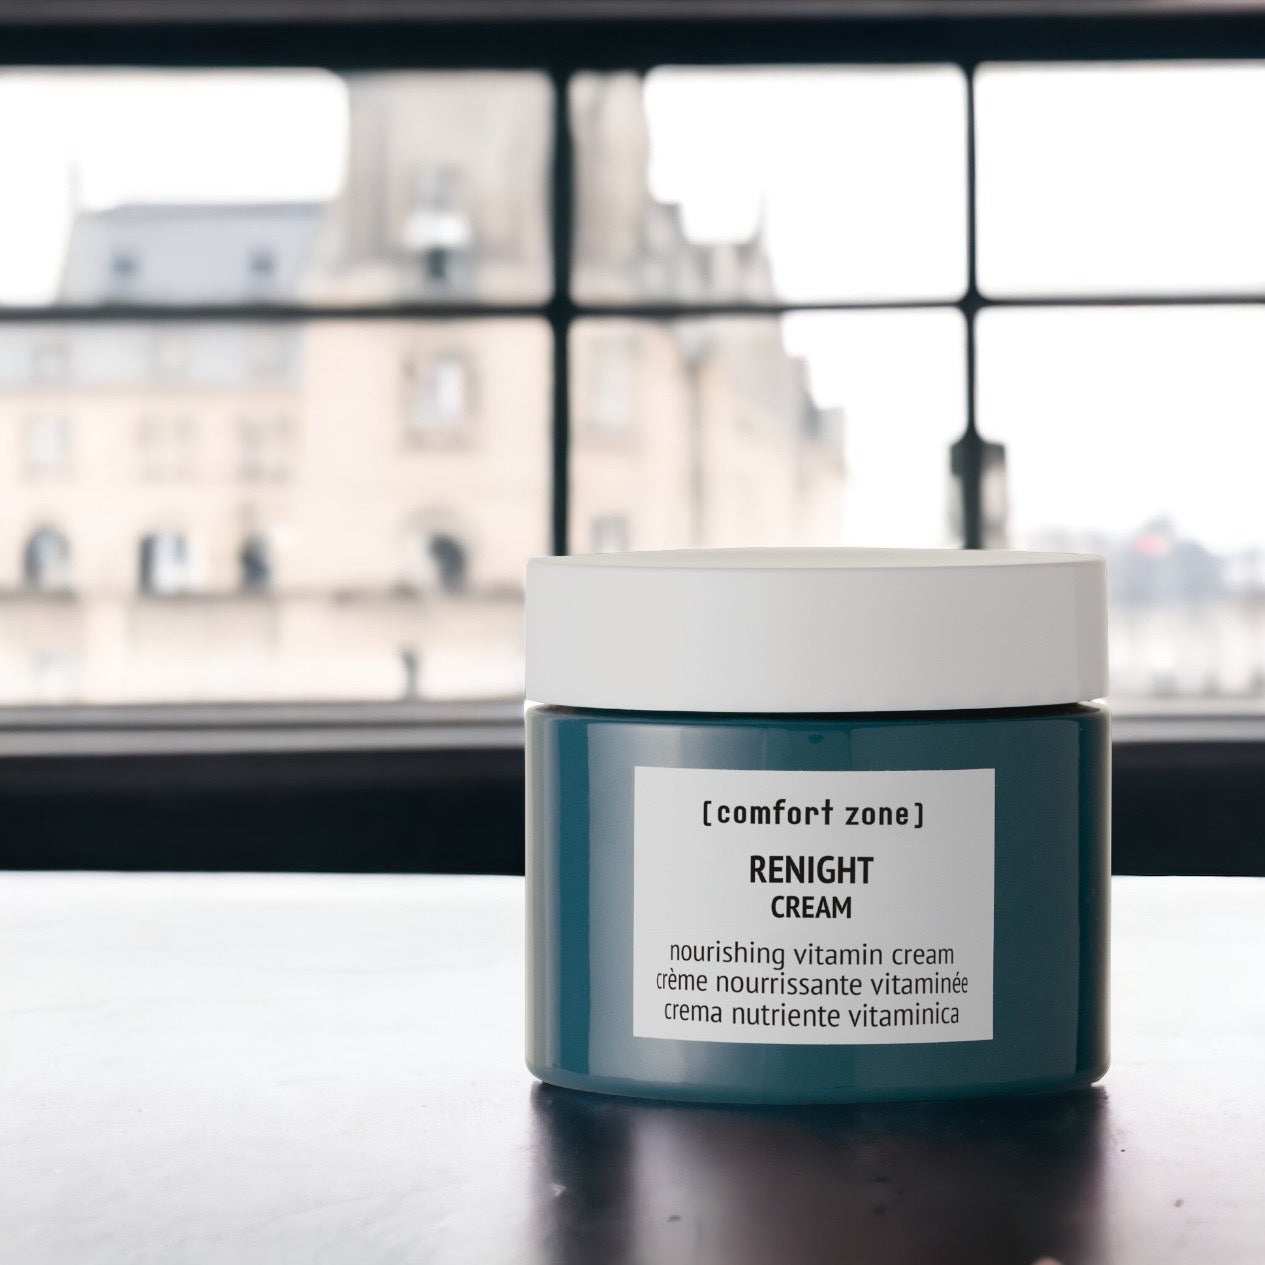 [comfort zone]
RENIGHT
CREAM
nourishing vitamin cream
crème nourrissante vitaminée
crema nutriente vitaminica